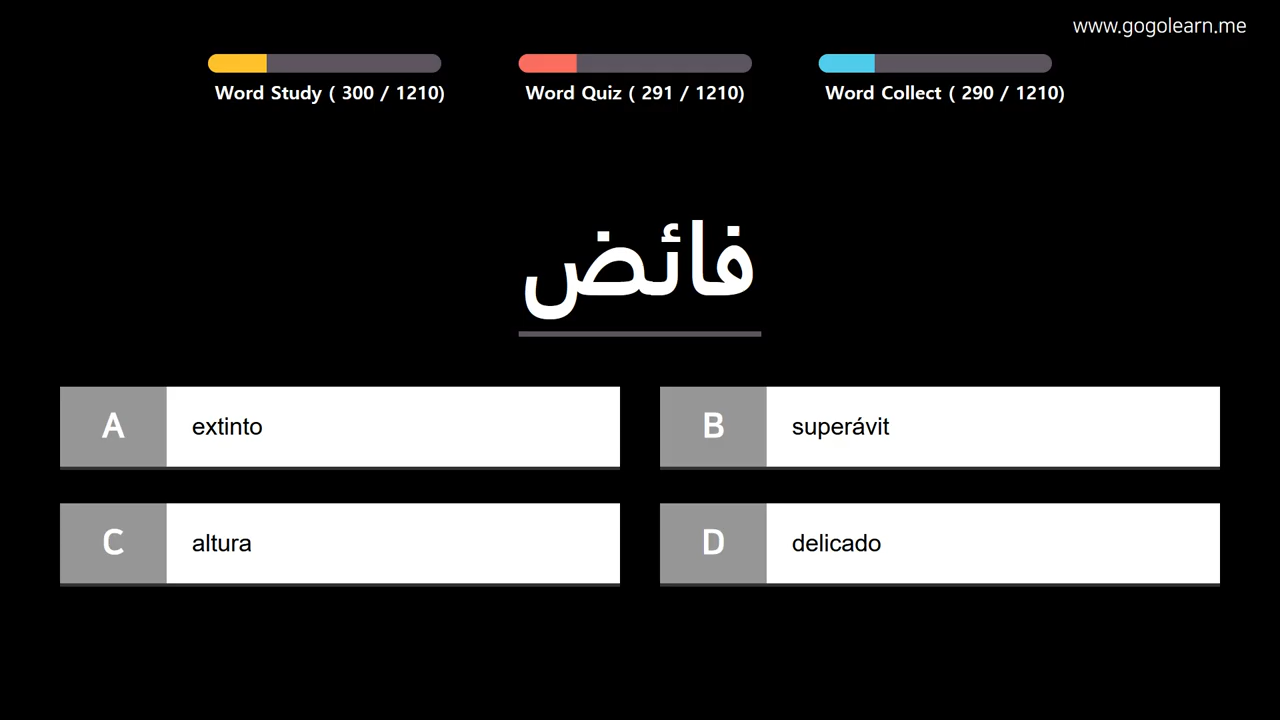 www.gogolearn.me
Word Study ( 300 / 1210)
Word Quiz ( 291 / 1210)
Word Collect ( 290 / 1210)
فائض
A extinto
B superávit
C altura
D delicado